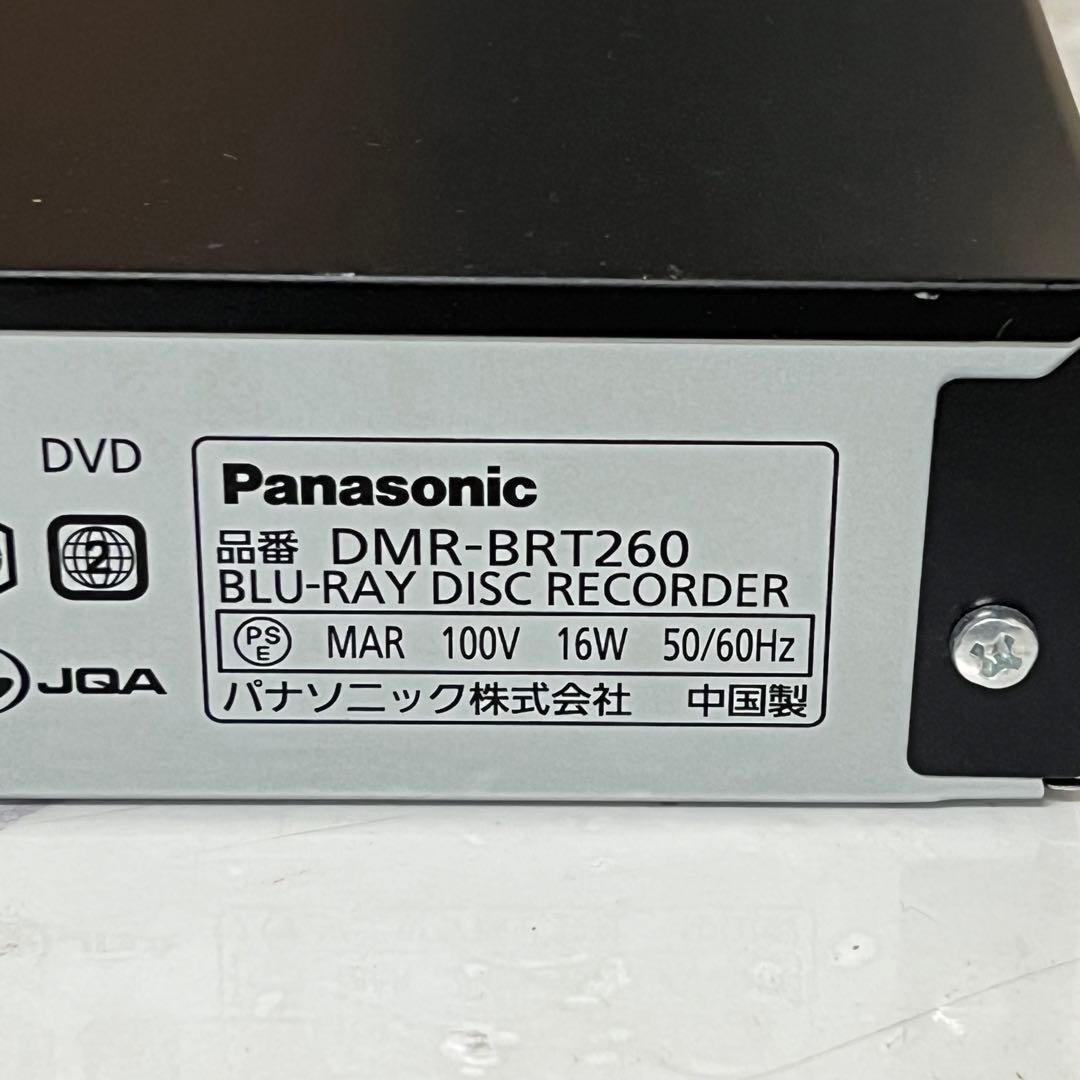 DVD
2
JQA
Panasonic
品番 DMR-BRT260
BLU-RAY DISC RECORDER
PSE MAR 100V 16W 50/60Hz
パナソニック株式会社 中国製